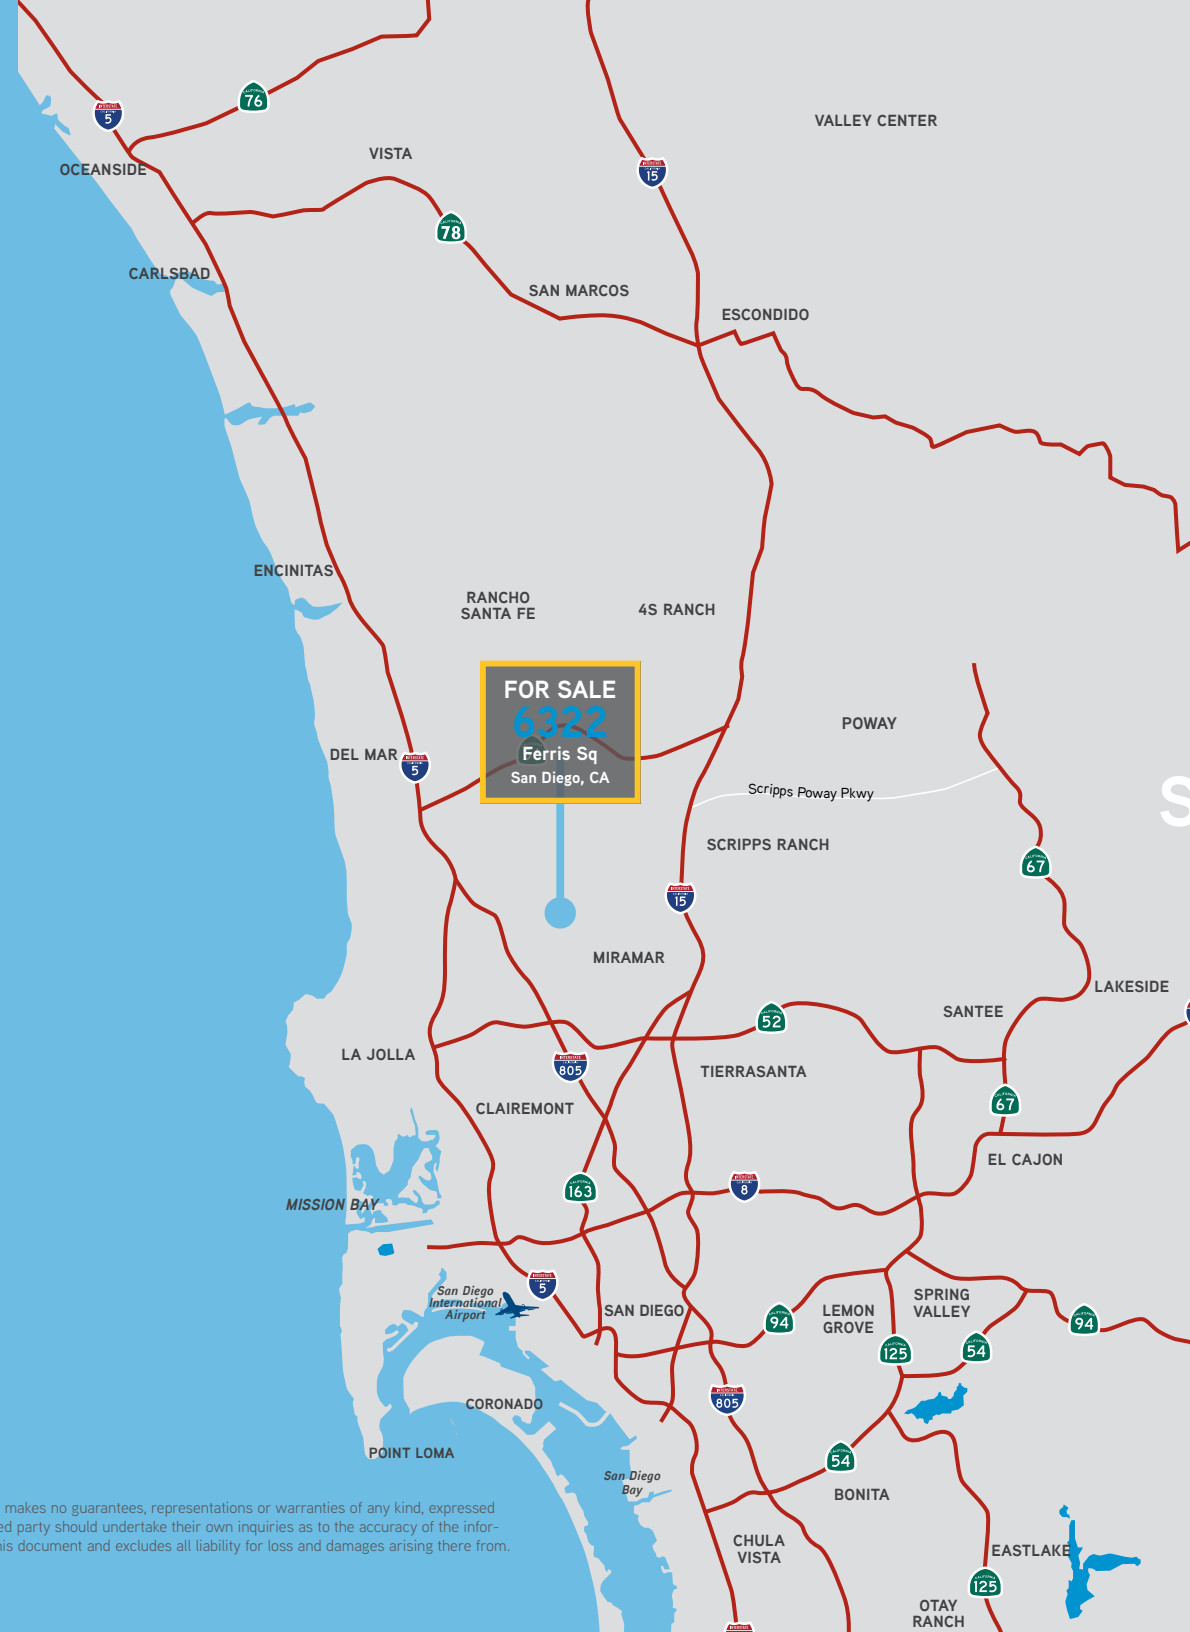 76
5
VALLEY CENTER
VISTA
OCEANSIDE
15
78
CARLSBAD
SAN MARCOS
ESCONDIDO
ENCINITAS
RANCHO
SANTA FE
4S RANCH
FOR SALE
6322
Ferris Sq
San Diego, CA
POWAY
DEL MAR
5
Scripps Poway Pkwy
S
SCRIPPS RANCH
67
15
MIRAMAR
LAKESIDE
SANTEE
52
LA JOLLA
805
TIERRASANTA
CLAIREMONT
67
EL CAJON
163
8
MISSION BAY
5
San Diego
International
Airport
SAN DIEGO
94
LEMON
GROVE
SPRING
VALLEY
94
125
54
805
CORONADO
POINT LOMA
54
San Diego
Bay
BONITA
makes no guarantees, representations or warranties of any kind, expressed
ed party should undertake their own inquiries as to the accuracy of the infor-
his document and excludes all liability for loss and damages arising there from.
CHULA
VISTA
EASTLAKE
125
OTAY
RANCH